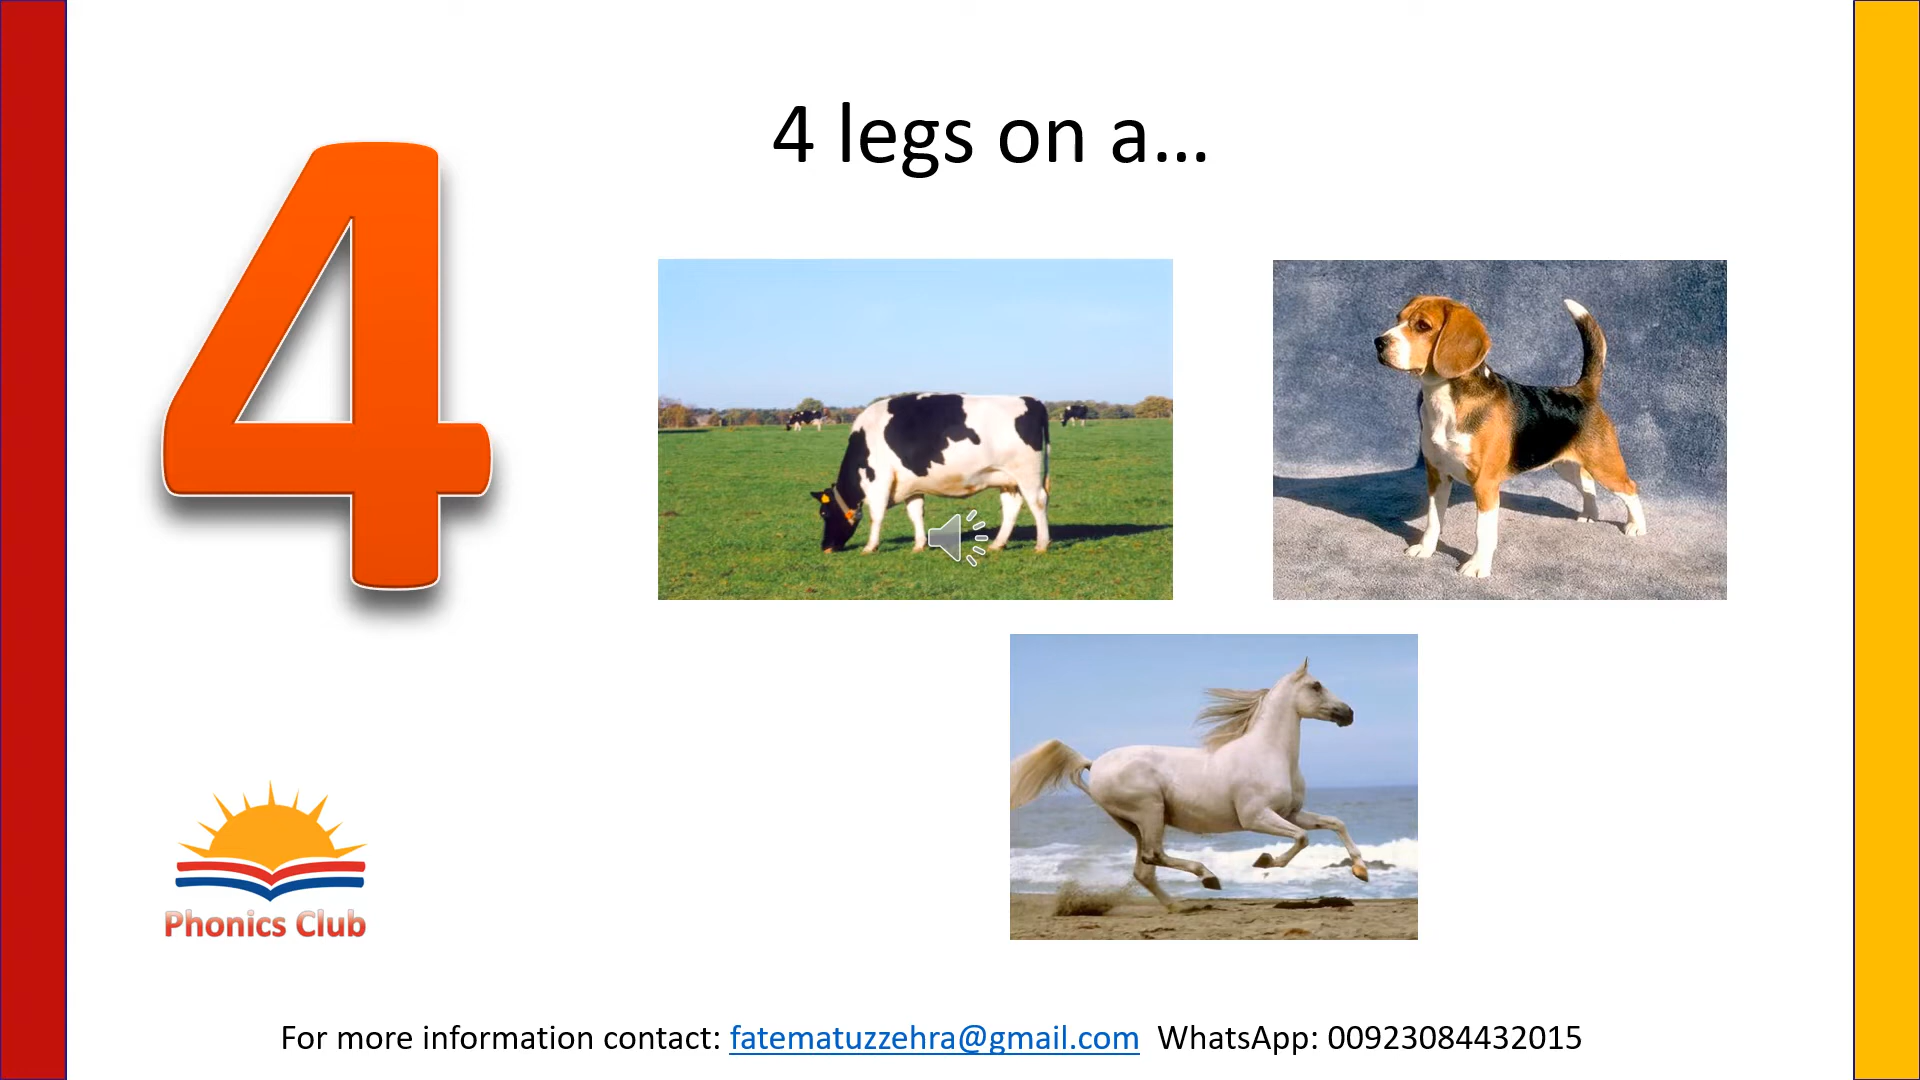 4 legs on a...
4
Phonics Club
For more information contact: fatematuzzehra@gmail.com WhatsApp: 00923084432015